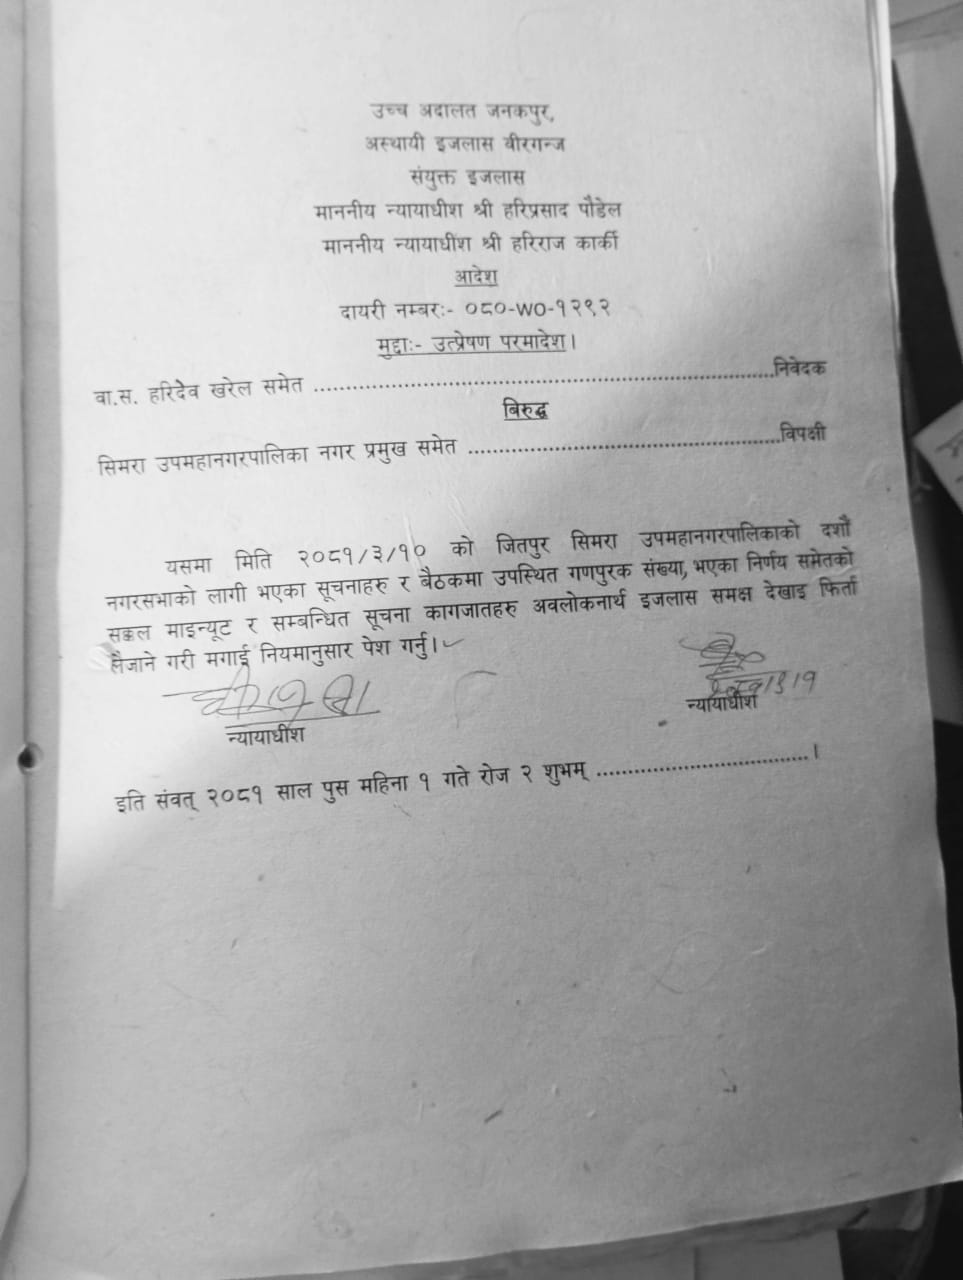 उच्च अदालत जनकपुर,
अस्थायी इजलास वीरगन्ज
संयुक्त इजलास
माननीय न्यायाधीश श्री हरिप्रसाद पौडेल
माननीय न्यायाधीश श्री हरिराज कार्की
आदेश
दायरी नम्बरः- ०८०-WO-१२९२
मुद्दाः- उत्प्रेषण परमादेश।
वा.स. हरिदेव खरेल समेत ........................................................................निवेदक
बिरुद्ध
सिमरा उपमहानगरपालिका नगर प्रमुख समेत ................................................विपक्षी
यसमा मिति २०८१/३/१० को जितपुर सिमरा उपमहानगरपालिकाको दशौं
नगरसभाको लागी भएका सूचनाहरु र बैठकमा उपस्थित गणपुरक संख्या, भएका निर्णय समेतको
सक्कल माइन्यूट र सम्बन्धित सूचना कागजातहरु अवलोकनार्थ इजलास समक्ष देखाइ फिर्ता
लैजाने गरी मगाई नियमानुसार पेश गर्नु।
न्यायाधीश
न्यायाधीश
इति संवत् २०८१ साल पुस महिना १ गते रोज २ शुभम् ..................................।